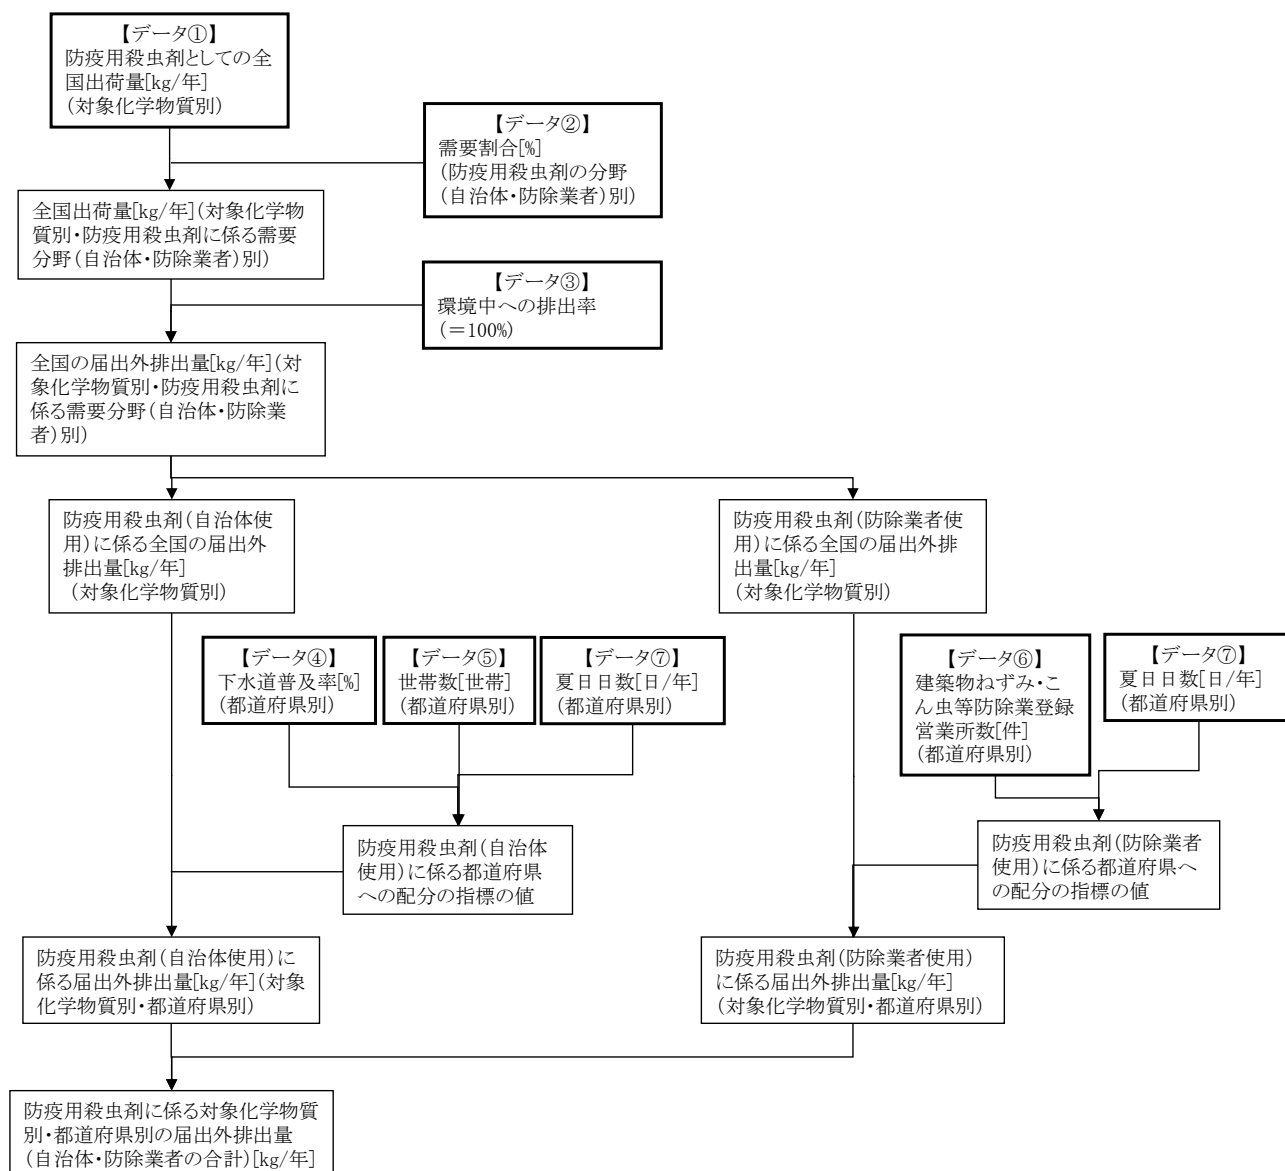 【データ①】
防疫用殺虫剤としての全
国出荷量[kg/年]
(対象化学物質別)
【データ②】
需要割合[%]
(防疫用殺虫剤の分野
(自治体・防除業者)別)
全国出荷量[kg/年](対象化学物
質別・防疫用殺虫剤に係る需要
分野(自治体・防除業者)別)
【データ③】
環境中への排出率
(=100%)
全国の届出外排出量[kg/年](対
象化学物質別・防疫用殺虫剤に
係る需要分野(自治体・防除業
者)別)
防疫用殺虫剤(自治体使
用)に係る全国の届出外
排出量[kg/年]
(対象化学物質別)
防疫用殺虫剤(防除業者使
用)に係る全国の届出外排
出量[kg/年]
(対象化学物質別)
【データ④】
下水道普及率[%]
(都道府県別)
【データ⑤】
世帯数[世帯]
(都道府県別)
【データ⑦】
夏日日数[日/年]
(都道府県別)
【データ⑥】
建築物ねずみ・こ
ん虫等防除業登録
営業所数[件]
(都道府県別)
【データ⑦】
夏日日数[日/年]
(都道府県別)
防疫用殺虫剤(自治体
使用)に係る都道府県
への配分の指標の値
防疫用殺虫剤(防除業者
使用)に係る都道府県へ
の配分の指標の値
防疫用殺虫剤(自治体使用)に
係る届出外排出量[kg/年](対象
化学物質別・都道府県別)
防疫用殺虫剤(防除業者使用)
に係る届出外排出量[kg/年]
(対象化学物質別・都道府県別)
防疫用殺虫剤に係る対象化学物質
別・都道府県別の届出外排出量
(自治体・防除業者の合計)[kg/年]